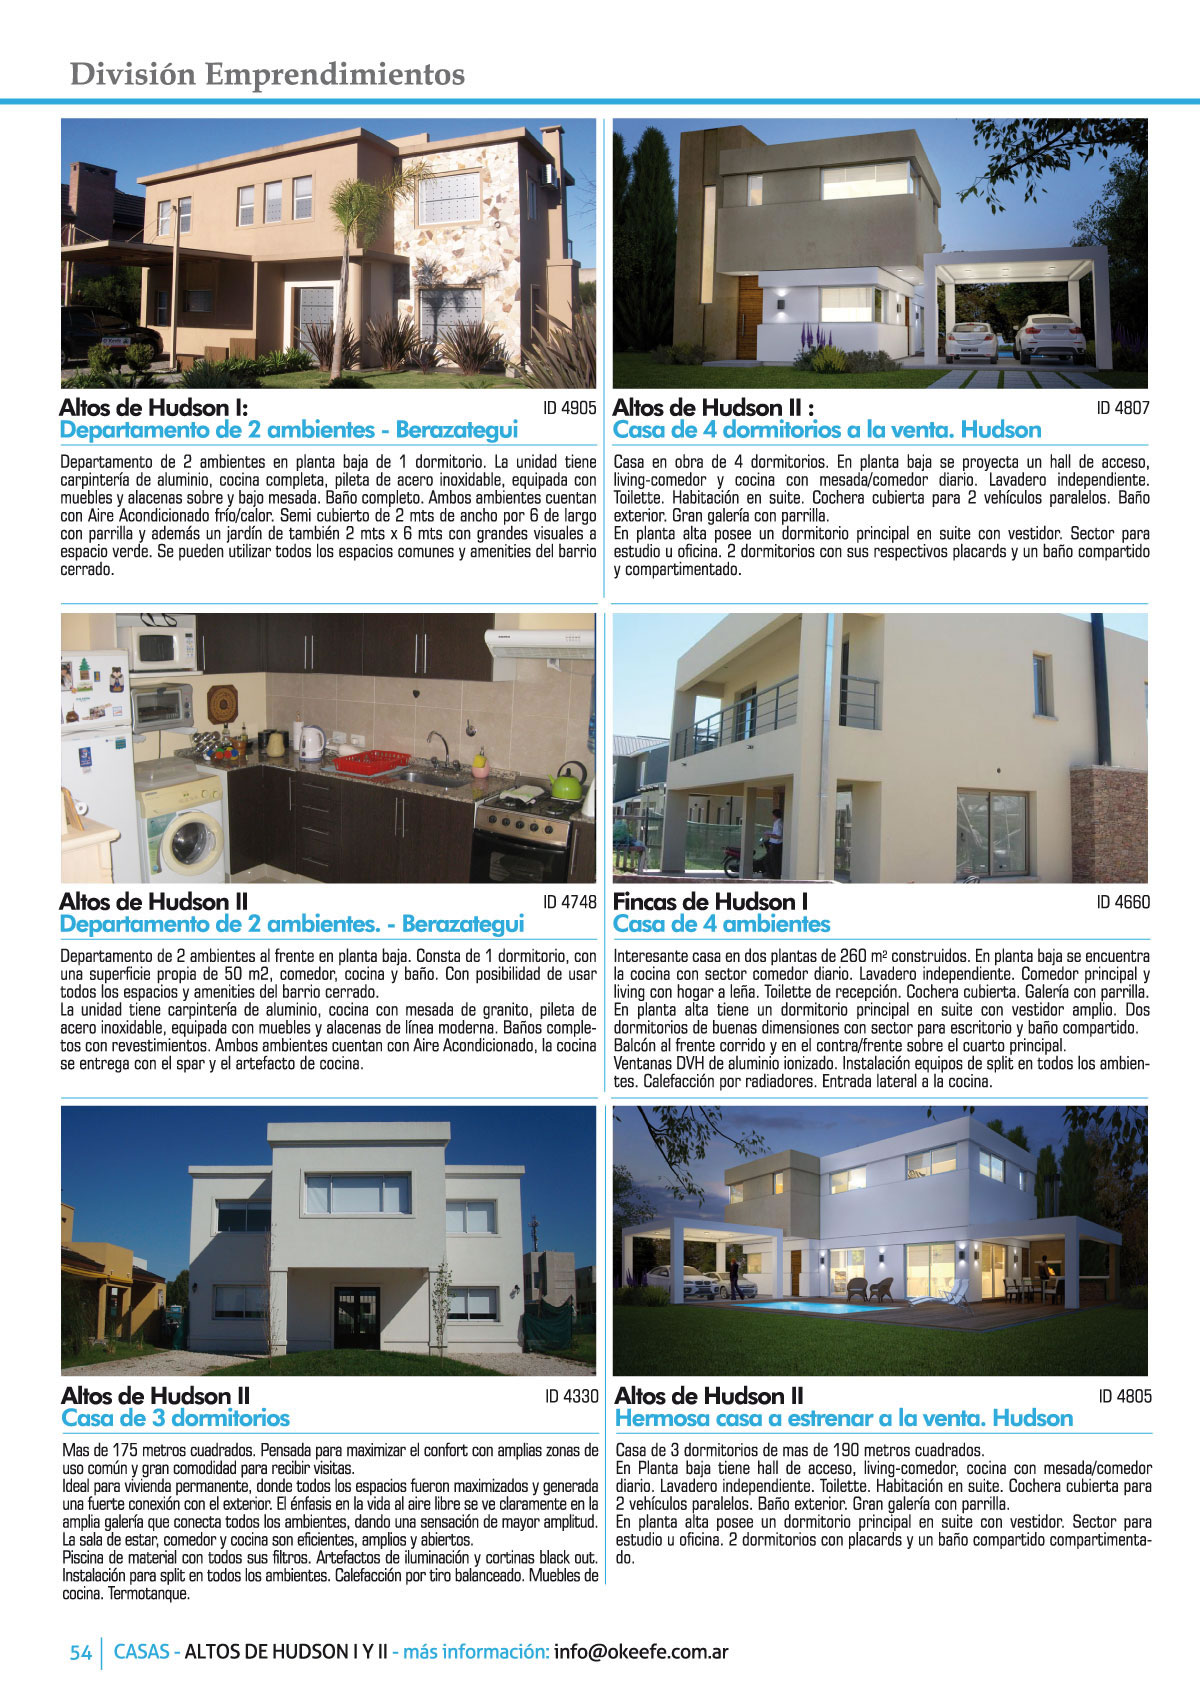 División Emprendimientos
Altos de Hudson I:
ID 4905
Departamento de 2 ambientes - Berazategui
Departamento de 2 ambientes en planta baja de 1 dormitorio. La unidad tiene
carpintería de aluminio, cocina completa, pileta de acero inoxidable, equipada con
muebles y alacenas sobre y bajo mesada. Baño completo. Ambos ambientes cuentan
con Aire Acondicionado frío/calor. Semi cubierto de 2 mts de ancho por 6 de largo
con parrilla y además un jardín de también 2 mts x 6 mts con grandes visuales a
espacio verde. Se pueden utilizar todos los espacios comunes y amenities del barrio
cerrado.
Altos de Hudson II :
ID 4807
Casa de 4 dormitorios a la venta. Hudson
Casa en obra de 4 dormitorios. En planta baja se proyecta un hall de acceso,
living-comedor y cocina con mesada/comedor diario. Lavadero independiente.
Toilette. Habitación en suite. Cochera cubierta para 2 vehículos paralelos. Baño
exterior. Gran galería con parrilla.
En planta alta posee un dormitorio principal en suite con vestidor. Sector para
estudio u oficina. 2 dormitorios con sus respectivos placards y un baño compartido
y compartimentado.
Altos de Hudson II
ID 4748
Departamento de 2 ambientes. - Berazategui
Departamento de 2 ambientes al frente en planta baja. Consta de 1 dormitorio, con
una superficie propia de 50 m2, comedor, cocina y baño. Con posibilidad de usar
todos los espacios y amenities del barrio cerrado.
La unidad tiene carpintería de aluminio, cocina con mesada de granito, pileta de
acero inoxidable, equipada con muebles y alacenas de línea moderna. Baños comple-
tos con revestimientos. Ambos ambientes cuentan con Aire Acondicionado, la cocina
se entrega con el spar y el artefacto de cocina.
Fincas de Hudson I
ID 4660
Casa de 4 ambientes
Interesante casa en dos plantas de 260 m² construidos. En planta baja se encuentra
la cocina con sector comedor diario. Lavadero independiente. Comedor principal y
living con hogar a leña. Toilette de recepción. Cochera cubierta. Galería con parrilla.
En planta alta tiene un dormitorio principal en suite con vestidor amplio. Dos
dormitorios de buenas dimensiones con sector para escritorio y baño compartido.
Balcón al frente corrido y en el contra/frente sobre el cuarto principal.
Ventanas DVH de aluminio ionizado. Instalación equipos de split en todos los ambien-
tes. Calefacción por radiadores. Entrada lateral a la cocina.
Altos de Hudson II
ID 4330
Casa de 3 dormitorios
Mas de 175 metros cuadrados. Pensada para maximizar el confort con amplias zonas de
uso común y gran comodidad para recibir visitas.
Ideal para vivienda permanente, donde todos los espacios fueron maximizados y generada
una fuerte conexión con el exterior. El énfasis en la vida al aire libre se ve claramente en la
amplia galería que conecta todos los ambientes, dando una sensación de mayor amplitud.
La sala de estar, comedor y cocina son eficientes, amplios y abiertos.
Piscina de material con todos sus filtros. Artefactos de iluminación y cortinas black out.
Instalación para split en todos los ambientes. Calefacción por tiro balanceado. Muebles de
cocina. Termotanque.
Altos de Hudson II
ID 4805
Hermosa casa a estrenar a la venta. Hudson
Casa de 3 dormitorios de mas de 190 metros cuadrados.
En Planta baja tiene hall de acceso, living-comedor, cocina con mesada/comedor
diario. Lavadero independiente. Toilette. Habitación en suite. Cochera cubierta para
2 vehículos paralelos. Baño exterior. Gran galería con parrilla.
En planta alta posee un dormitorio principal en suite con vestidor. Sector para
estudio u oficina. 2 dormitorios con placards y un baño compartido compartimenta-
do.
54 CASAS - ALTOS DE HUDSON I Y II - más información: info@okeefe.com.ar